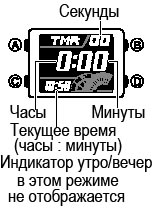 Секунды
TMR 00
A
B
0:00
C
10:58
D
Часы
Минуты
Текущее время
(часы : минуты)
Индикатор утро/вечер
в этом режиме
не отображается